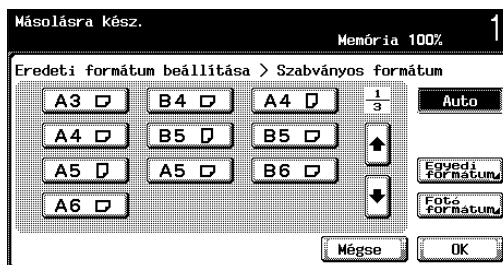 Másolásra kész. 1
Memória 100%
Eredeti formátum beállítása > Szabványos formátum
A3 B4 A4 1/3 Auto
A4 B5 B5
A5 A5 B6 Egyedi formátum
A6 Fotó formátum
Mégse OK